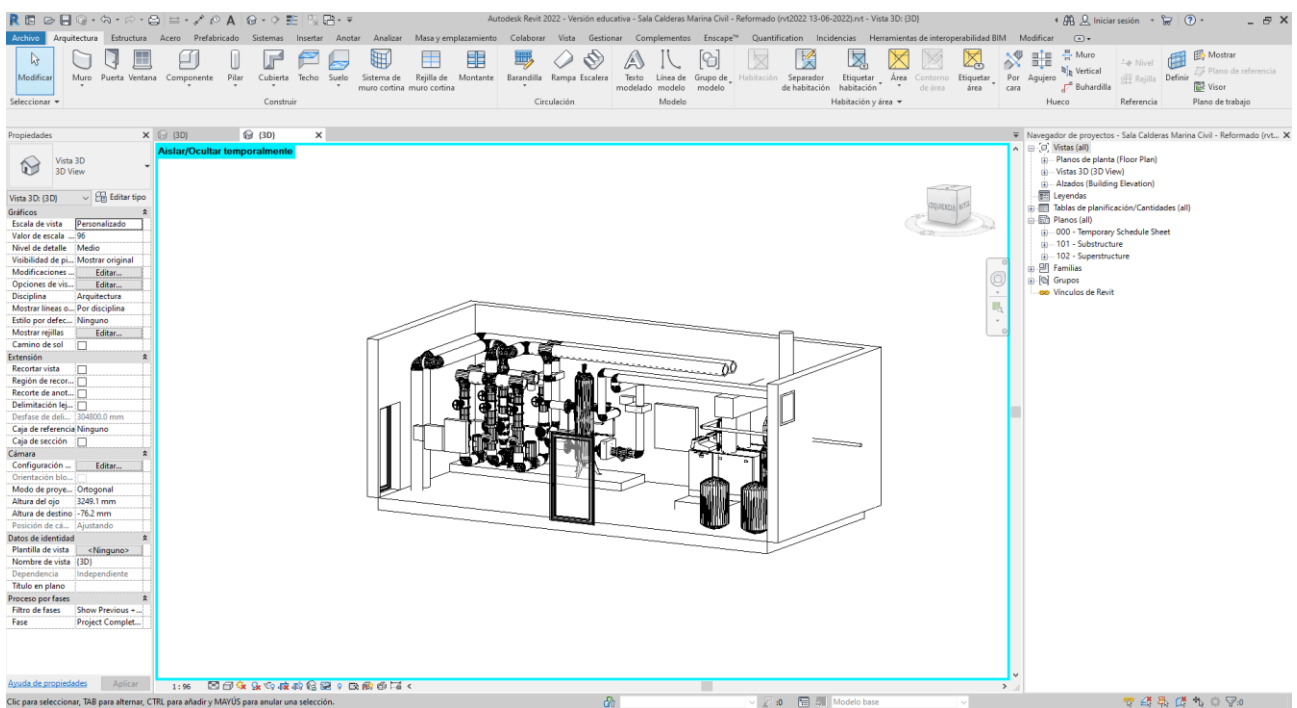 Autodesk Revit 2022 - Versión educativa - Sala Calderas Marina Civil - Reformado (rvt2022 13-06-2022).rvt - Vista 3D: {3D}
Iniciar sesión
Archivo Arquitectura Estructura Acero Prefabricado Sistemas Insertar Anotar Analizar Masa y emplazamiento Colaborar Vista Gestionar Complementos Enscape™ Quantification Incidencias Herramientas de interoperabilidad BIM Modificar
Modificar Muro Puerta Ventana Componente Pilar Cubierta Techo Suelo Sistema de muro cortina Rejilla de muro cortina Montante Barandilla Rampa Escalera Texto modelado Línea de modelo Grupo de modelo Habitación Separador de habitación Etiquetar habitación Área Contorno de área Etiquetar área Por cara Agujero Muro Vertical Buhardilla Nivel Rejilla Definir Mostrar Plano de referencia Visor
Seleccionar Construir Circulación Modelo Habitación y área Hueco Referencia Plano de trabajo
Propiedades X
{3D} {3D} X
Navegador de proyectos - Sala Calderas Marina Civil - Reformado (rvt... X
Aislar/Ocultar temporalmente
Vista 3D
3D View
Vista 3D: {3D} Editar tipo
Gráficos
Escala de vista Personalizado
Valor de escala ... 96
Nivel de detalle Medio
Visibilidad de pi... Mostrar original
Modificaciones ... Editar...
Opciones de vis... Editar...
Disciplina Arquitectura
Mostrar líneas o... Por disciplina
Estilo por defec... Ninguno
Mostrar rejillas Editar...
Camino de sol
Extensión
Recortar vista
Región de recor...
Recorte de anot...
Delimitación lej...
Desfase de deli... 304800.0 mm
Caja de referencia Ninguno
Caja de sección
Cámara
Configuración ... Editar...
Orientación blo...
Modo de proye... Ortogonal
Altura del ojo 3249.1 mm
Altura de destino -76.2 mm
Posición de cá... Ajustando
Datos de identidad
Plantilla de vista <Ninguno>
Nombre de vista {3D}
Dependencia Independiente
Título en plano
Proceso por fases
Filtro de fases Show Previous +...
Fase Project Complet...
Ayuda de propiedades Aplicar
IZQUIERDA
Vistas (all)
Planos de planta (Floor Plan)
Vistas 3D (3D View)
Alzados (Building Elevation)
Leyendas
Tablas de planificación/Cantidades (all)
Planos (all)
000 - Temporary Schedule Sheet
101 - Substructure
102 - Superstructure
Familias
Grupos
Vínculos de Revit
1 : 96
Clic para seleccionar, TAB para alternar, CTRL para añadir y MAYÚS para anular una selección.
:0
Modelo base
:0